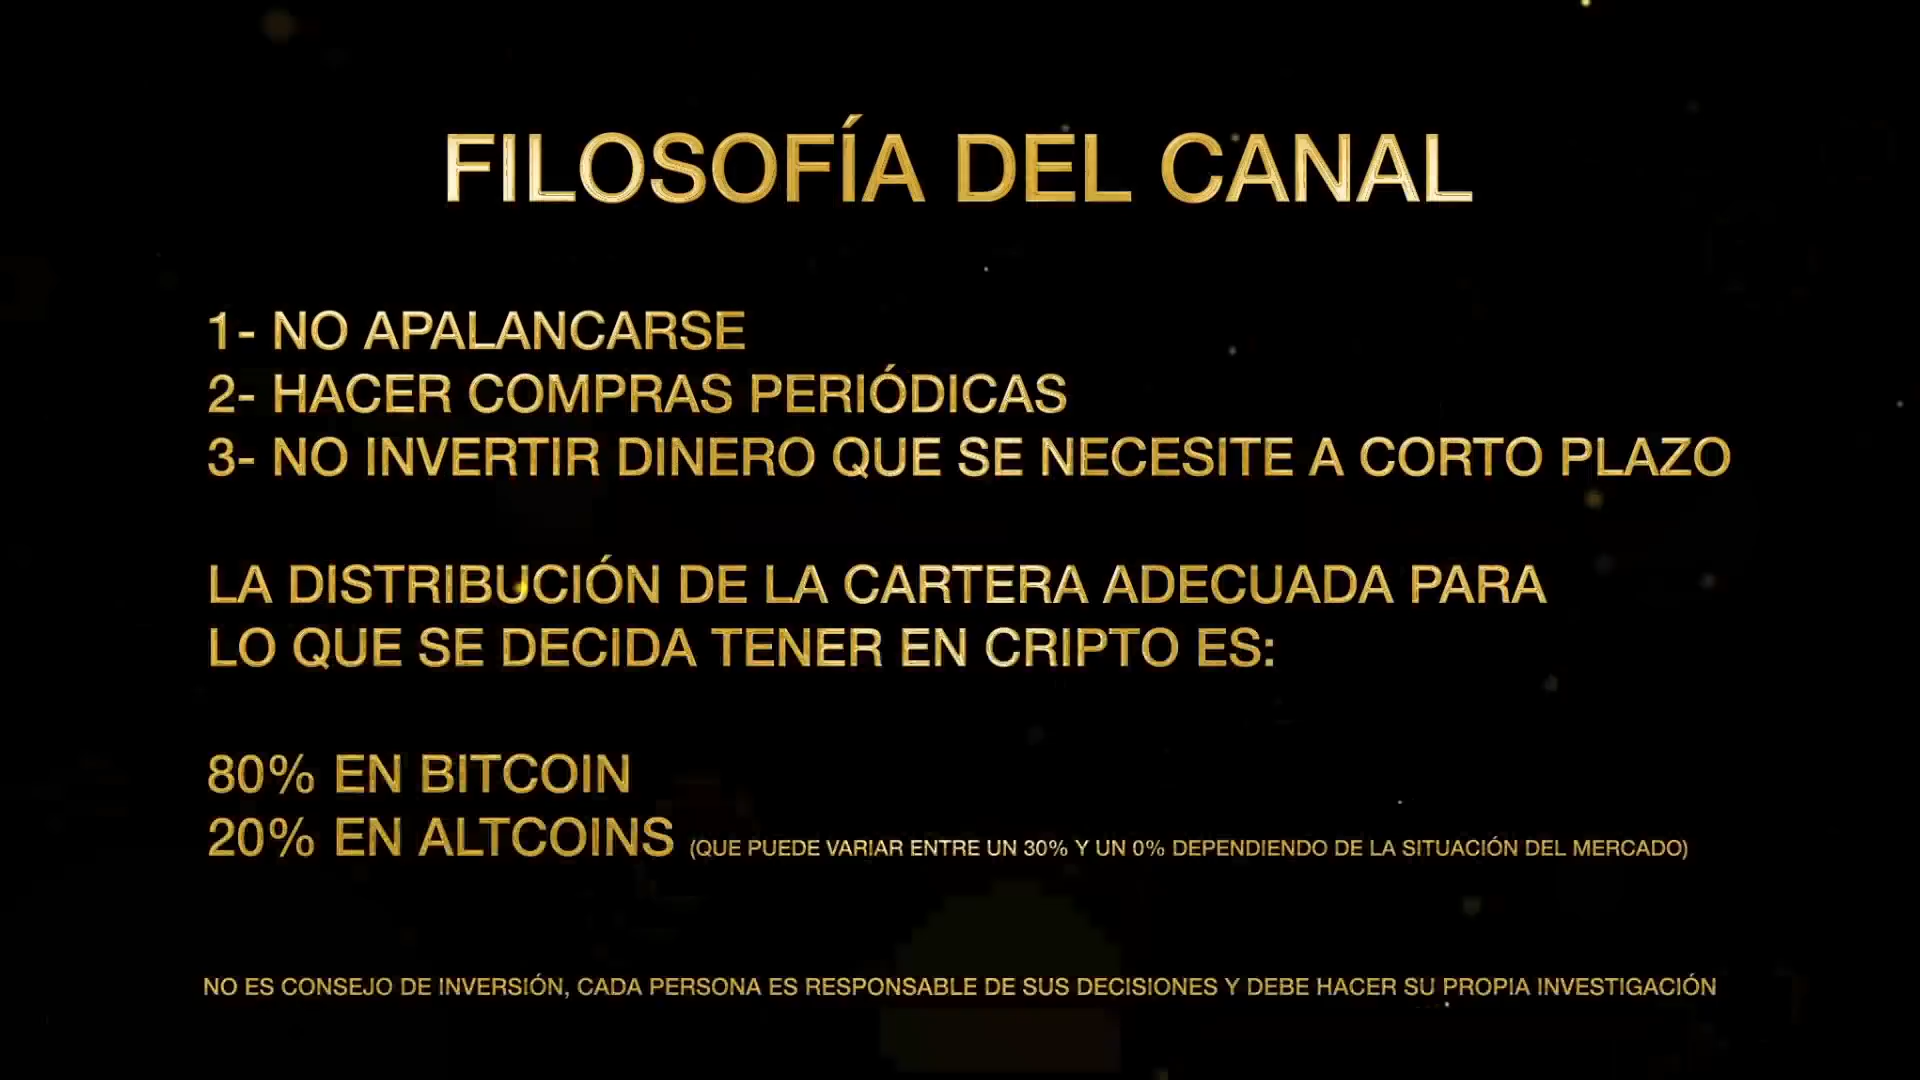 FILOSOFÍA DEL CANAL
1- NO APALANCARSE
2- HACER COMPRAS PERIÓDICAS
3- NO INVERTIR DINERO QUE SE NECESITE A CORTO PLAZO
LA DISTRIBUCIÓN DE LA CARTERA ADECUADA PARA
LO QUE SE DECIDA TENER EN CRIPTO ES:
80% EN BITCOIN
20% EN ALTCOINS (QUE PUEDE VARIAR ENTRE UN 30% Y UN 0% DEPENDIENDO DE LA SITUACIÓN DEL MERCADO)
NO ES CONSEJO DE INVERSIÓN, CADA PERSONA ES RESPONSABLE DE SUS DECISIONES Y DEBE HACER SU PROPIA INVESTIGACIÓN